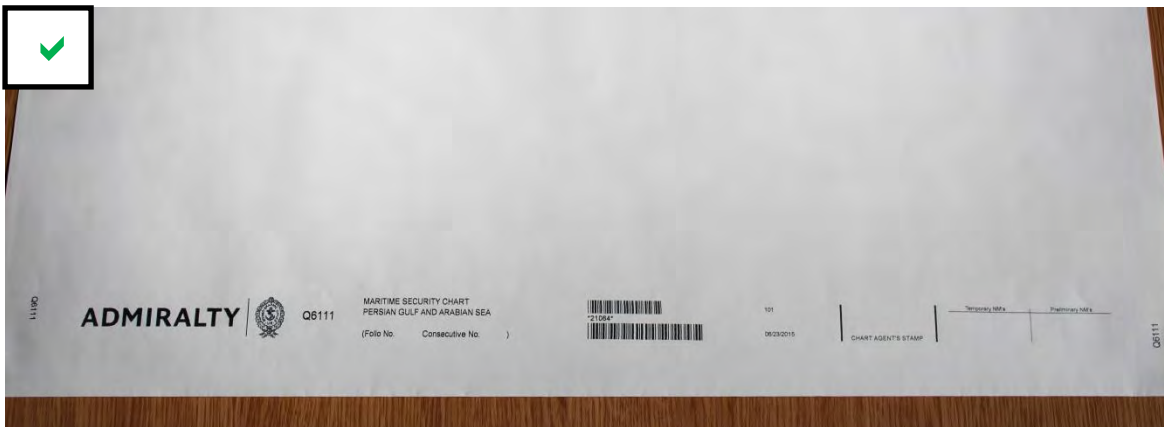 Q6111
ADMIRALTY
Q6111
MARITIME SECURITY CHART
PERSIAN GULF AND ARABIAN SEA
(Folio No. Consecutive No. )
*21084*
101
06/23/2015
CHART AGENT'S STAMP
Temporary NM's
Preliminary NM's
Q6111